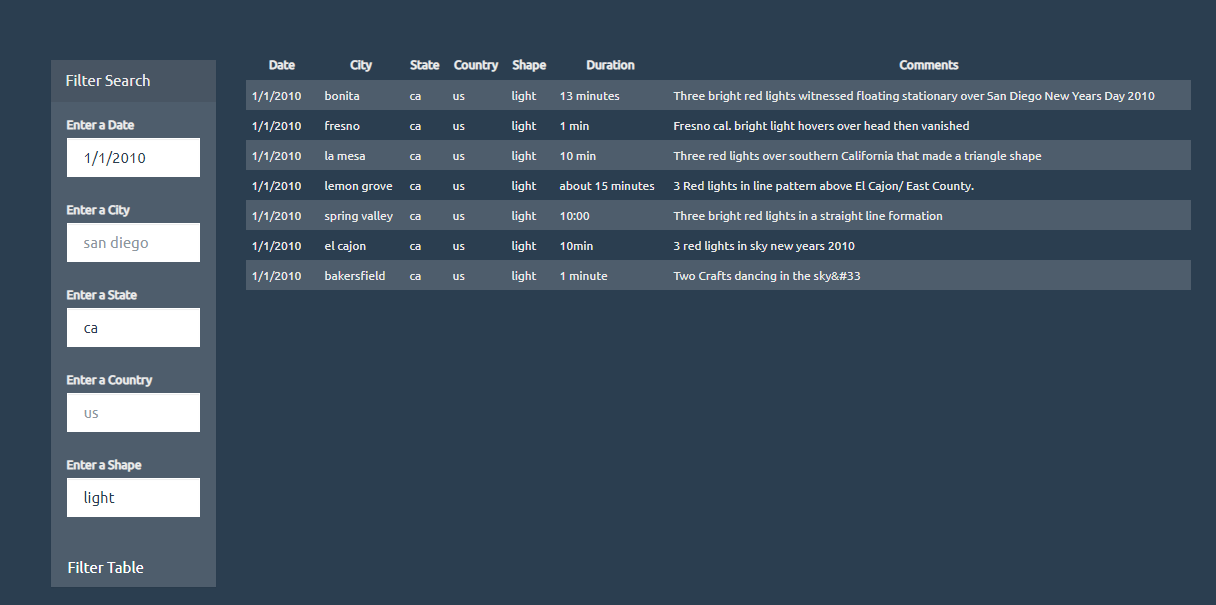 Filter Search
Enter a Date
1/1/2010
Enter a City
san diego
Enter a State
ca
Enter a Country
us
Enter a Shape
light
Filter Table
Date City State Country Shape Duration Comments
1/1/2010 bonita ca us light 13 minutes Three bright red lights witnessed floating stationary over San Diego New Years Day 2010
1/1/2010 fresno ca us light 1 min Fresno cal. bright light hovers over head then vanished
1/1/2010 la mesa ca us light 10 min Three red lights over southern California that made a triangle shape
1/1/2010 lemon grove ca us light about 15 minutes 3 Red lights in line pattern above El Cajon/ East County.
1/1/2010 spring valley ca us light 10:00 Three bright red lights in a straight line formation
1/1/2010 el cajon ca us light 10min 3 red lights in sky new years 2010
1/1/2010 bakersfield ca us light 1 minute Two Crafts dancing in the sky&#33